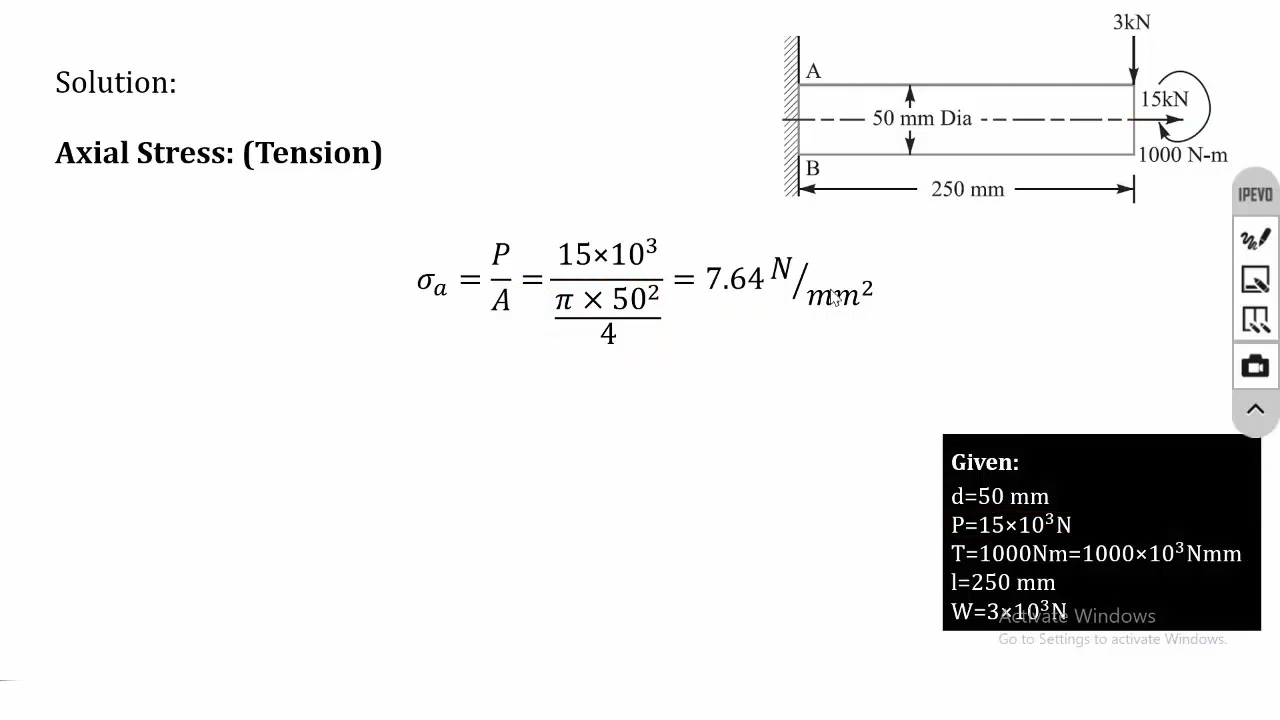 Solution:
Axial Stress: (Tension)
3kN
A
15kN
50 mm Dia
1000 N-m
B
250 mm
IPEVO
σₐ = P/A = 15×10³/(π × 50²/4) = 7.64 N/mm²
Given:
d=50 mm
P=15×10³N
T=1000Nm=1000×10³Nmm
l=250 mm
W=3×10³N
Activate Windows
Go to Settings to activate Windows.